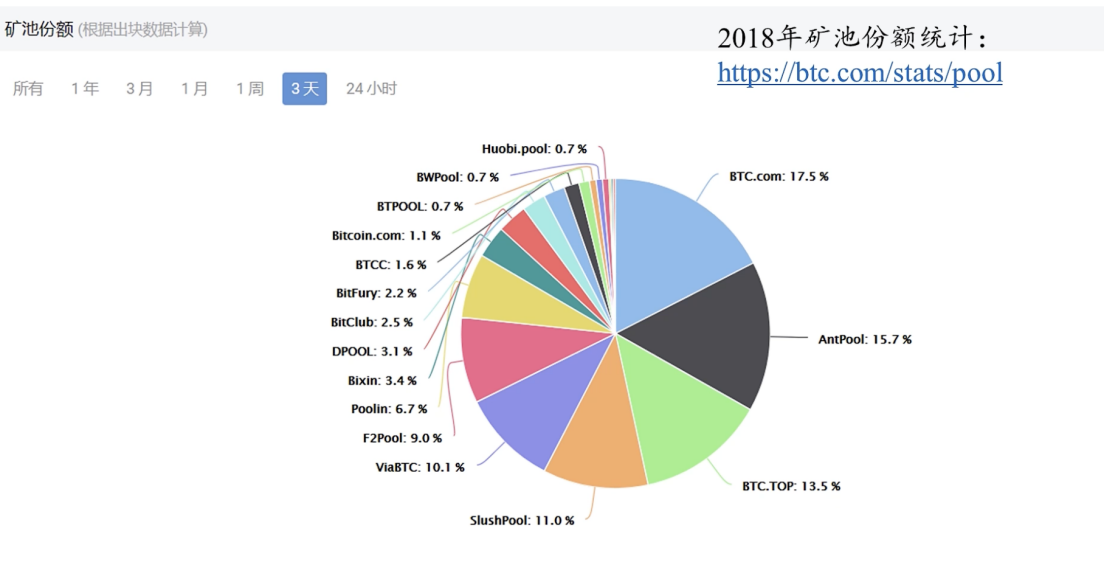 矿池份额 (根据出块数据计算)
2018年矿池份额统计：
https://btc.com/stats/pool
所有 1 年 3 月 1 月 1 周 3 天 24 小时
Huobi.pool: 0.7 %
BWPool: 0.7 %
BTPOOL: 0.7 %
Bitcoin.com: 1.1 %
BTCC: 1.6 %
BitFury: 2.2 %
BitClub: 2.5 %
DPOOL: 3.1 %
Bixin: 3.4 %
Poolin: 6.7 %
F2Pool: 9.0 %
ViaBTC: 10.1 %
SlushPool: 11.0 %
BTC.com: 17.5 %
AntPool: 15.7 %
BTC.TOP: 13.5 %